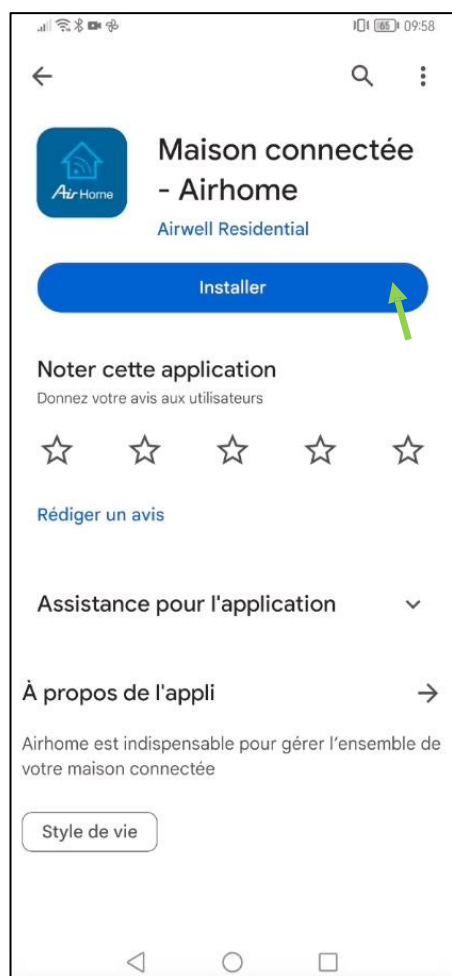 65 09:58
Air Home
Maison connectée
- Airhome
Airwell Residential
Installer
Noter cette application
Donnez votre avis aux utilisateurs
Rédiger un avis
Assistance pour l'application
À propos de l'appli
Airhome est indispensable pour gérer l’ensemble de
votre maison connectée
Style de vie